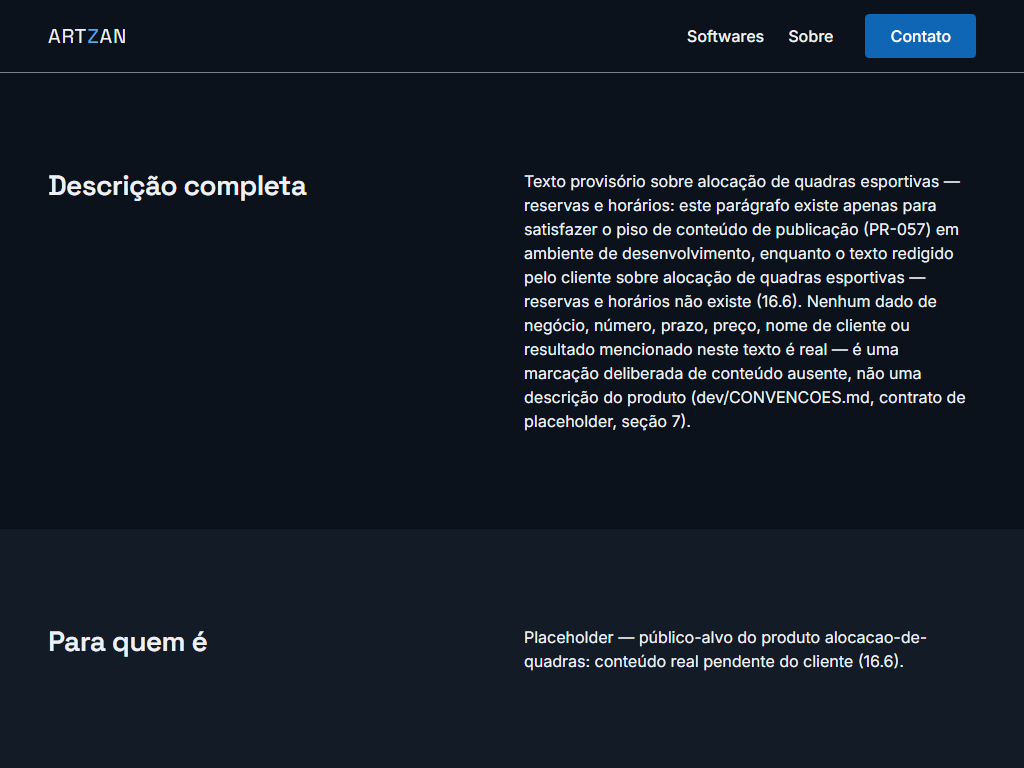 ARTZAN
Softwares
Sobre
Contato
Descrição completa
Texto provisório sobre alocação de quadras esportivas —
reservas e horários: este parágrafo existe apenas para
satisfazer o piso de conteúdo de publicação (PR-057) em
ambiente de desenvolvimento, enquanto o texto redigido
pelo cliente sobre alocação de quadras esportivas —
reservas e horários não existe (16.6). Nenhum dado de
negócio, número, prazo, preço, nome de cliente ou
resultado mencionado neste texto é real — é uma
marcação deliberada de conteúdo ausente, não uma
descrição do produto (dev/CONVENCOES.md, contrato de
placeholder, seção 7).
Para quem é
Placeholder — público-alvo do produto alocacao-de-
quadras: conteúdo real pendente do cliente (16.6).